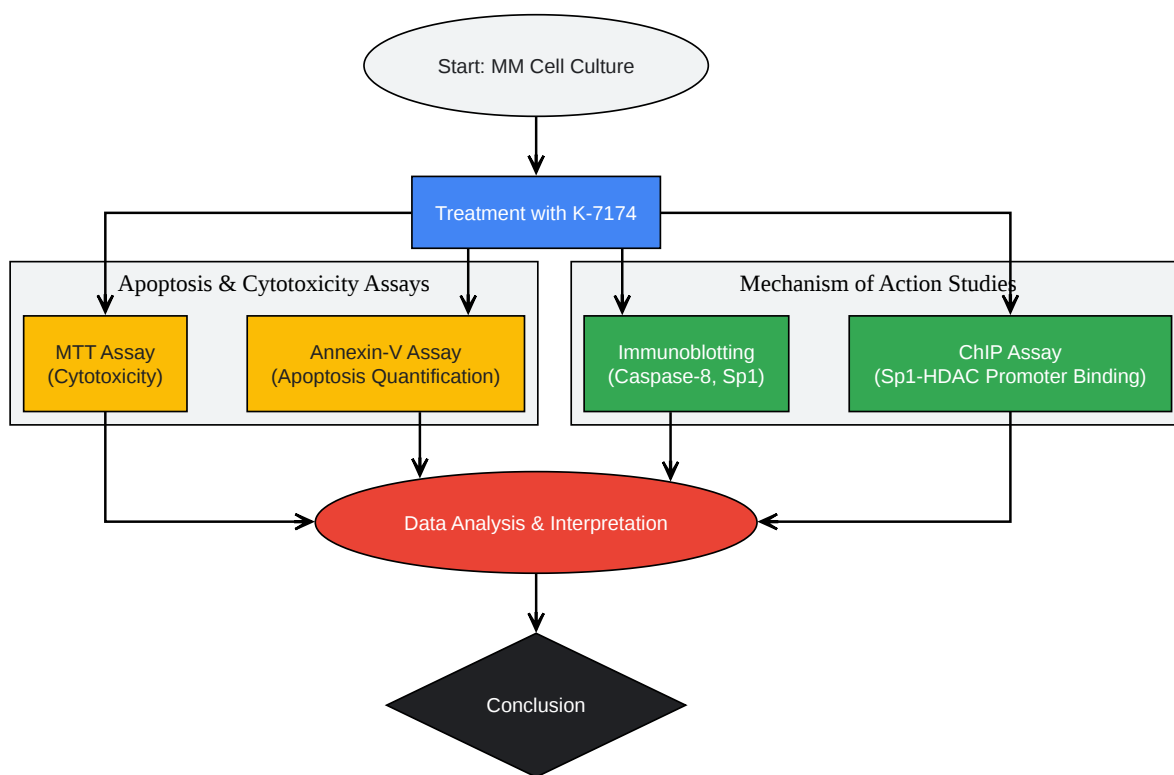 Start: MM Cell Culture
Treatment with K-7174
Apoptosis & Cytotoxicity Assays
Mechanism of Action Studies
MTT Assay
(Cytotoxicity)
Annexin-V Assay
(Apoptosis Quantification)
Immunoblotting
(Caspase-8, Sp1)
ChIP Assay
(Sp1-HDAC Promoter Binding)
Data Analysis & Interpretation
Conclusion